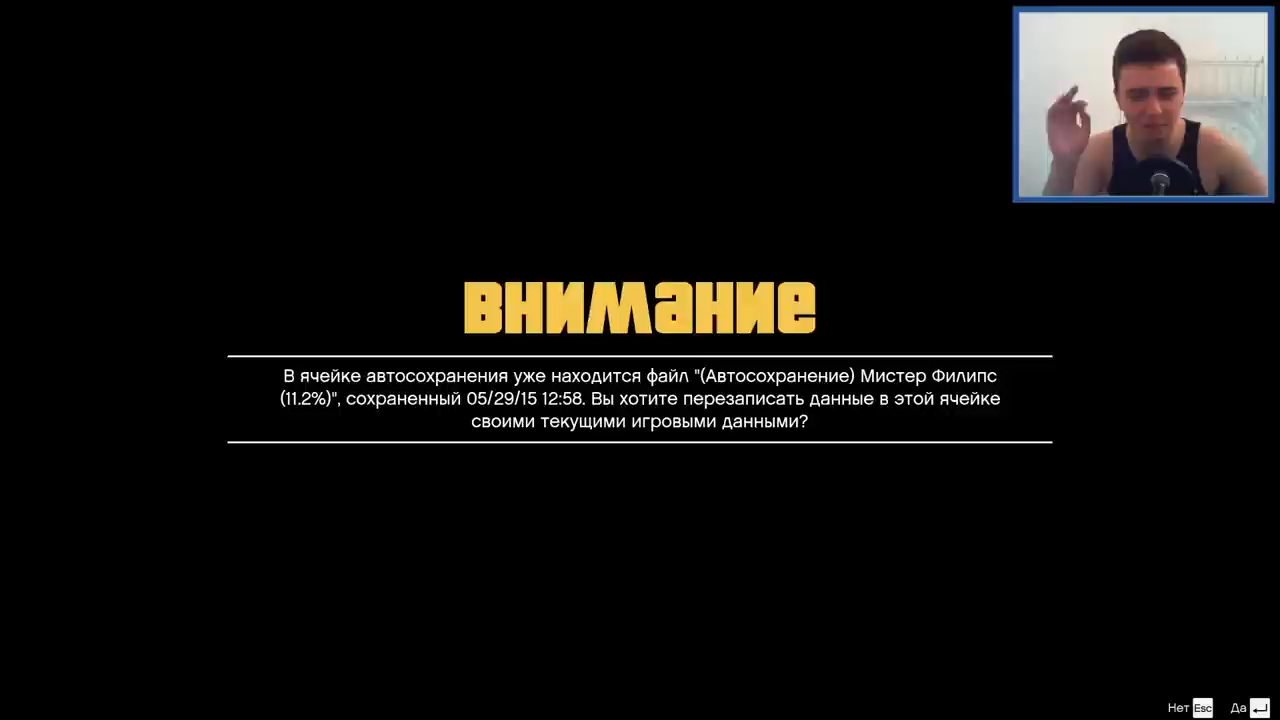 внимание
В ячейке автосохранения уже находится файл "(Автосохранение) Мистер Филипс
(11.2%)", сохраненный 05/29/15 12:58. Вы хотите перезаписать данные в этой ячейке
своими текущими игровыми данными?
Нет Esc Да